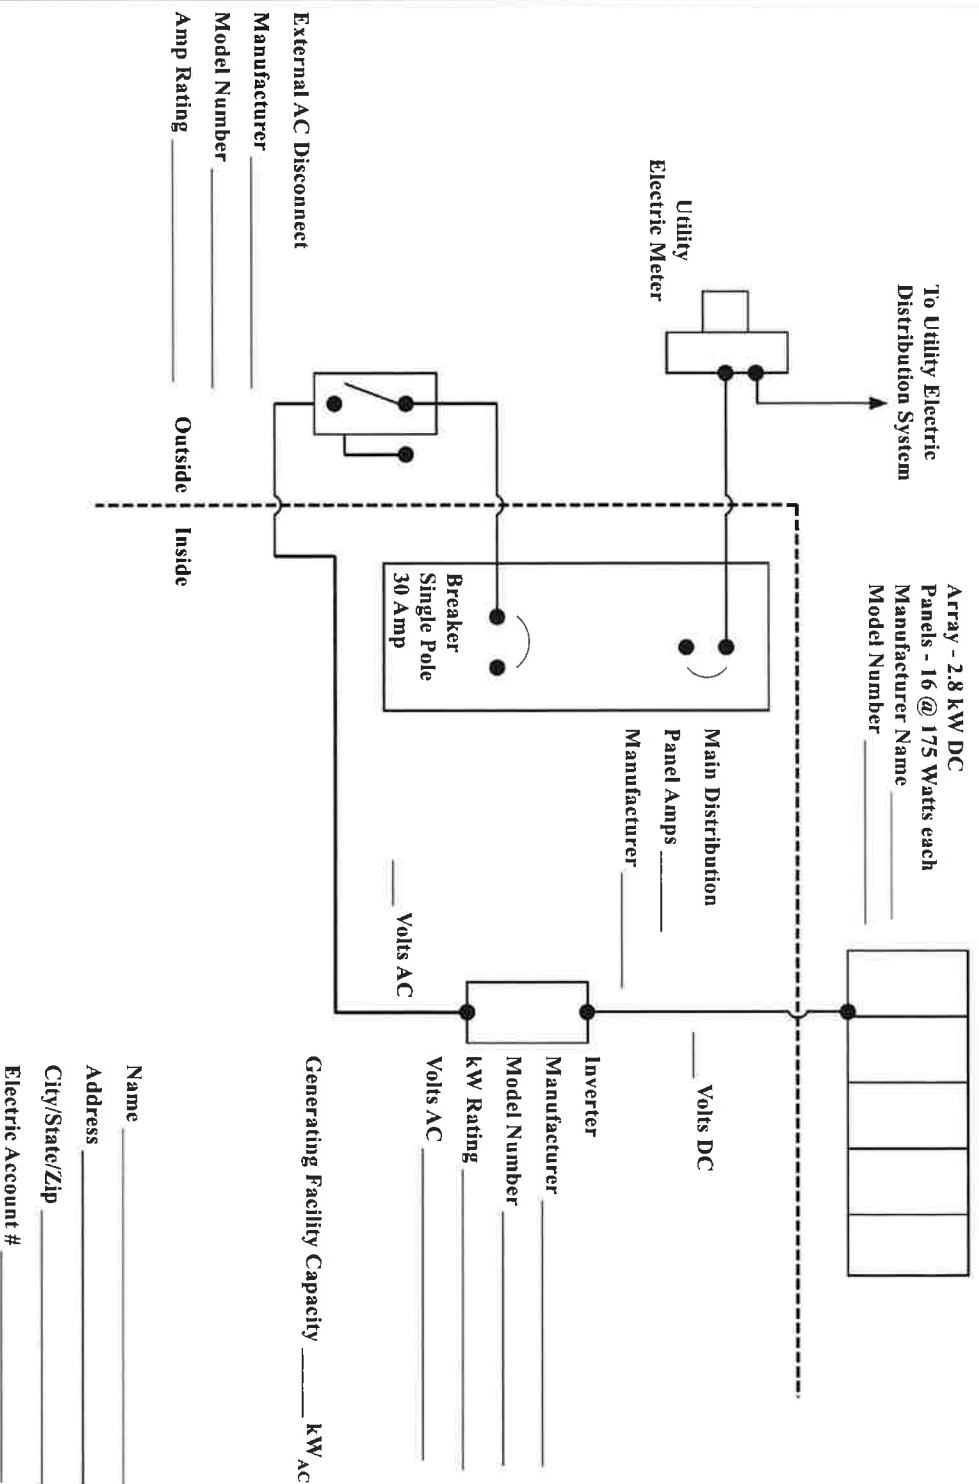 To Utility Electric
Distribution System
Utility
Electric Meter
Array - 2.8 kW DC
Panels - 16 @ 175 Watts each
Manufacturer Name
Model Number
Main Distribution
Panel Amps
Manufacturer
Volts DC
Breaker
Single Pole
30 Amp
Inverter
Manufacturer
Model Number
kW Rating
Volts AC
Volts AC
External AC Disconnect
Manufacturer
Model Number
Amp Rating
Outside
Inside
Generating Facility Capacity kW AC
Name
Address
City/State/Zip
Electric Account #